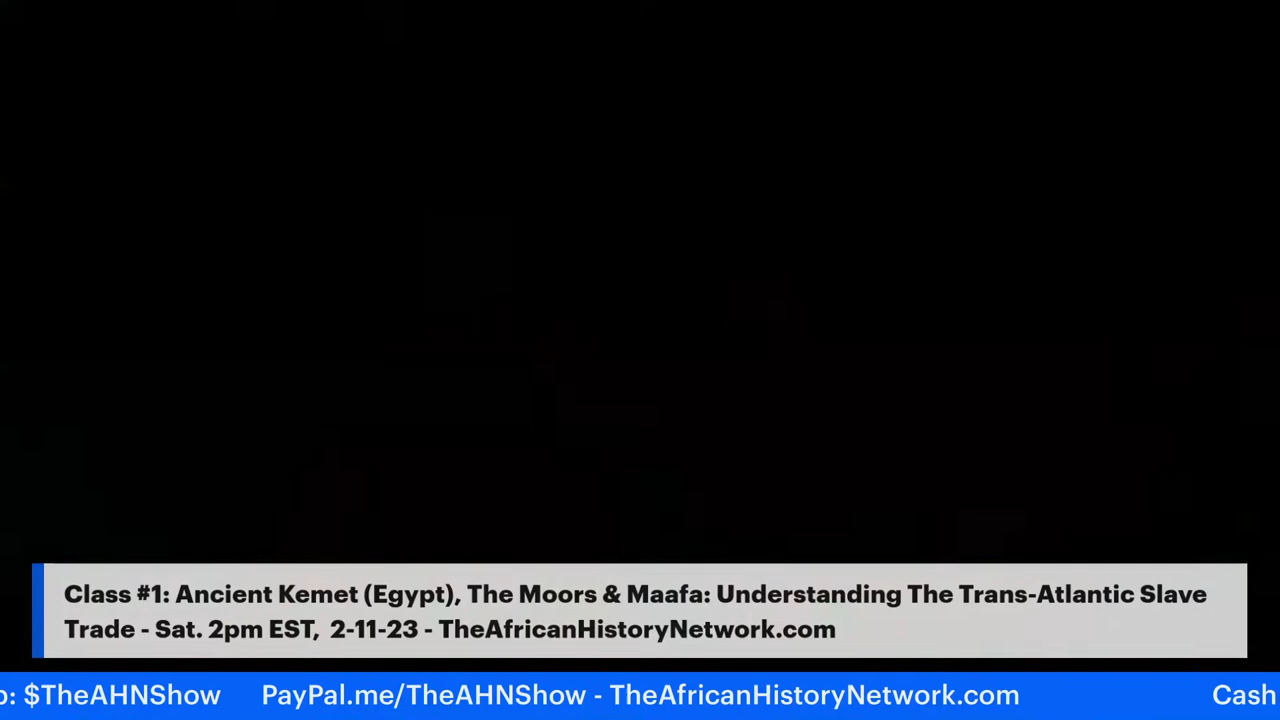 Class #1: Ancient Kemet (Egypt), The Moors & Maafa: Understanding The Trans-Atlantic Slave
Trade - Sat. 2pm EST,  2-11-23 - TheAfricanHistoryNetwork.com
p: $TheAHNShow PayPal.me/TheAHNShow - TheAfricanHistoryNetwork.com Cash